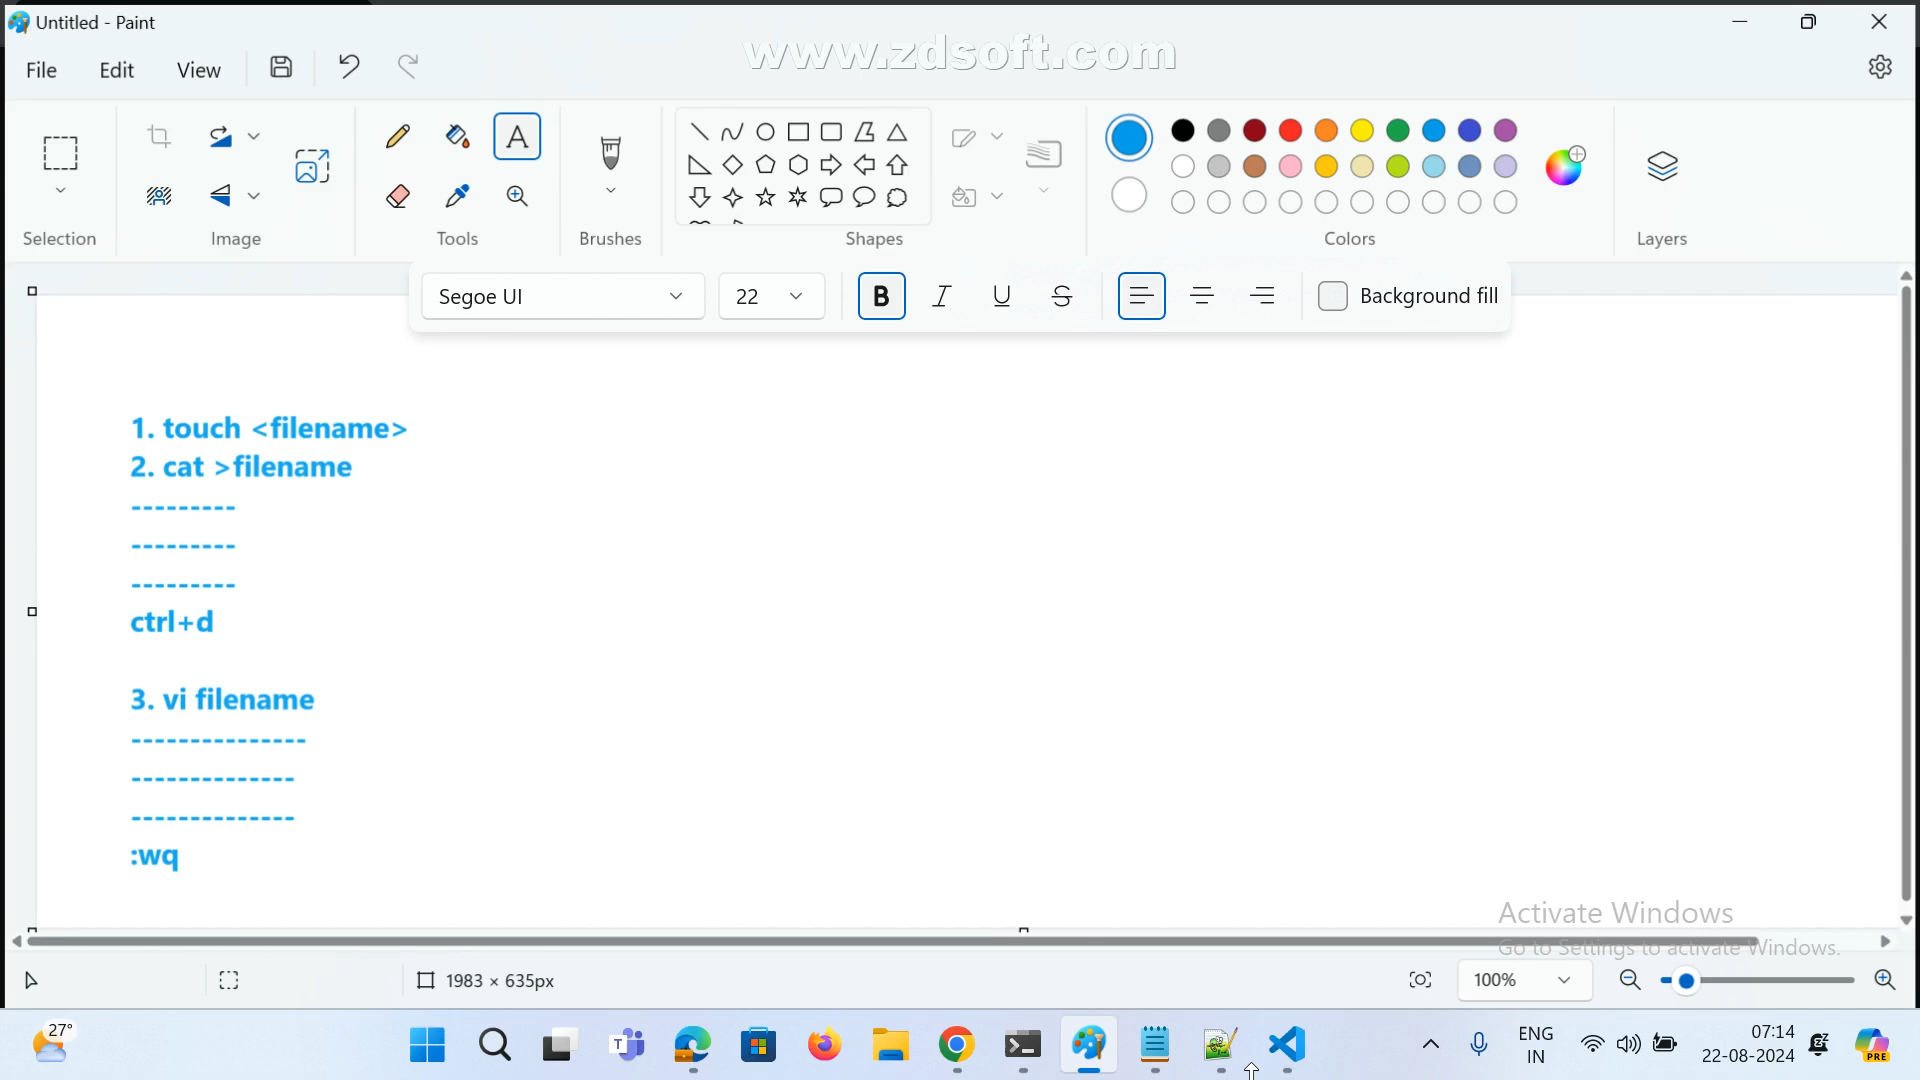 Untitled - Paint
www.zdsoft.com
File Edit View
Selection Image Tools Brushes Shapes Colors Layers
Segoe UI 22 B I U S Background fill
1. touch <filename>
2. cat >filename
---------
---------
---------
ctrl+d
3. vi filename
---------------
--------------
--------------
:wq
Activate Windows
Go to Settings to activate Windows.
1983 × 635px 100%
27° ENG 07:14
IN 22-08-2024 PRE